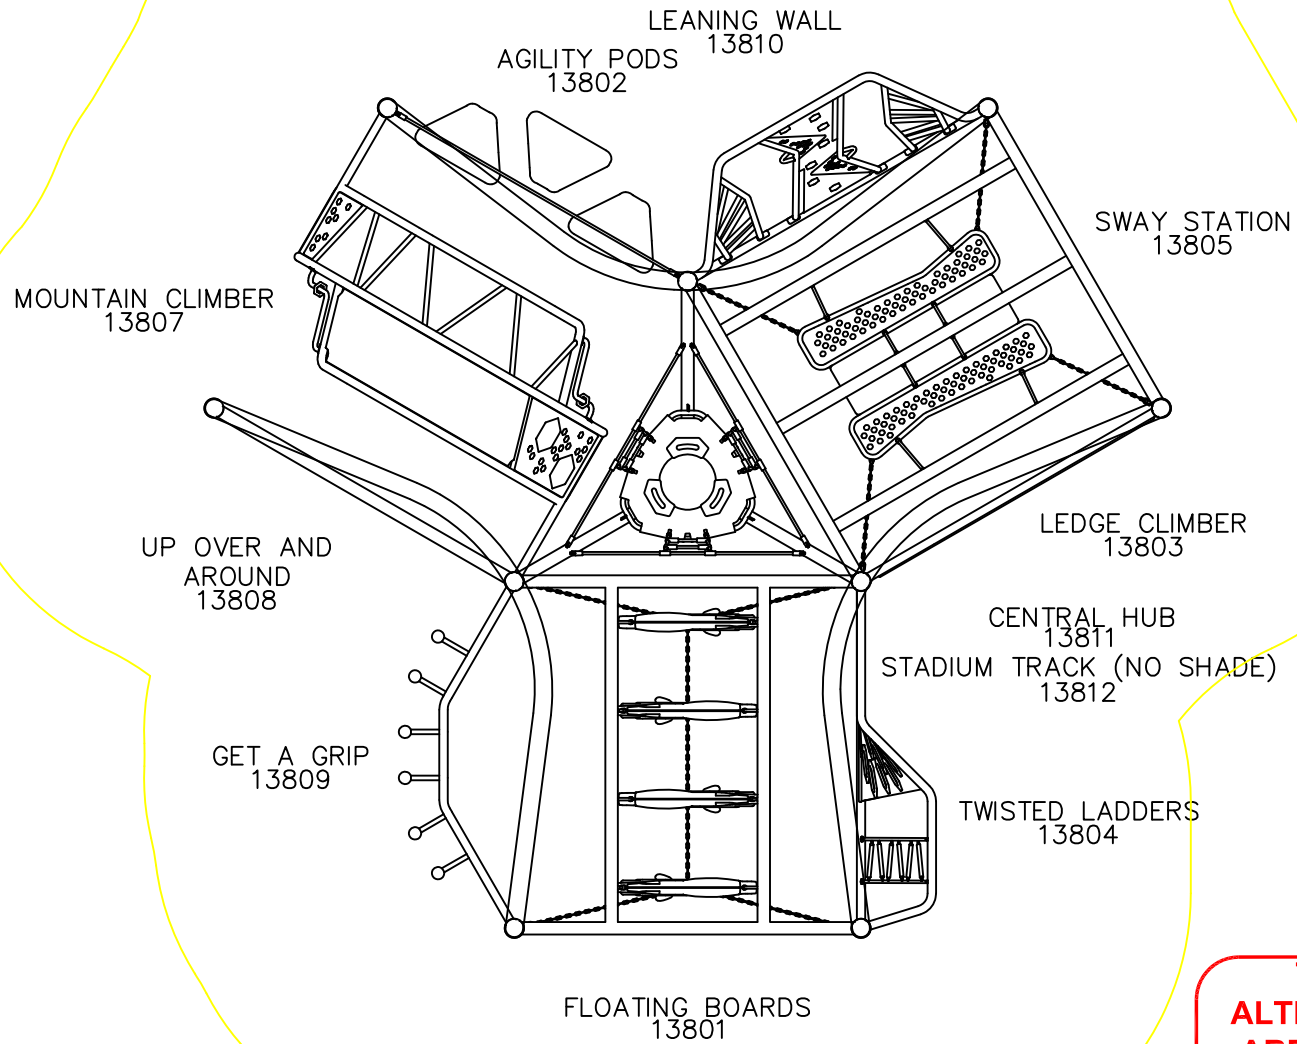 LEANING WALL
13810
AGILITY PODS
13802
SWAY STATION
13805
MOUNTAIN CLIMBER
13807
LEDGE CLIMBER
13803
UP OVER AND
AROUND
13808
CENTRAL HUB
13811
STADIUM TRACK (NO SHADE)
13812
GET A GRIP
13809
TWISTED LADDERS
13804
FLOATING BOARDS
13801